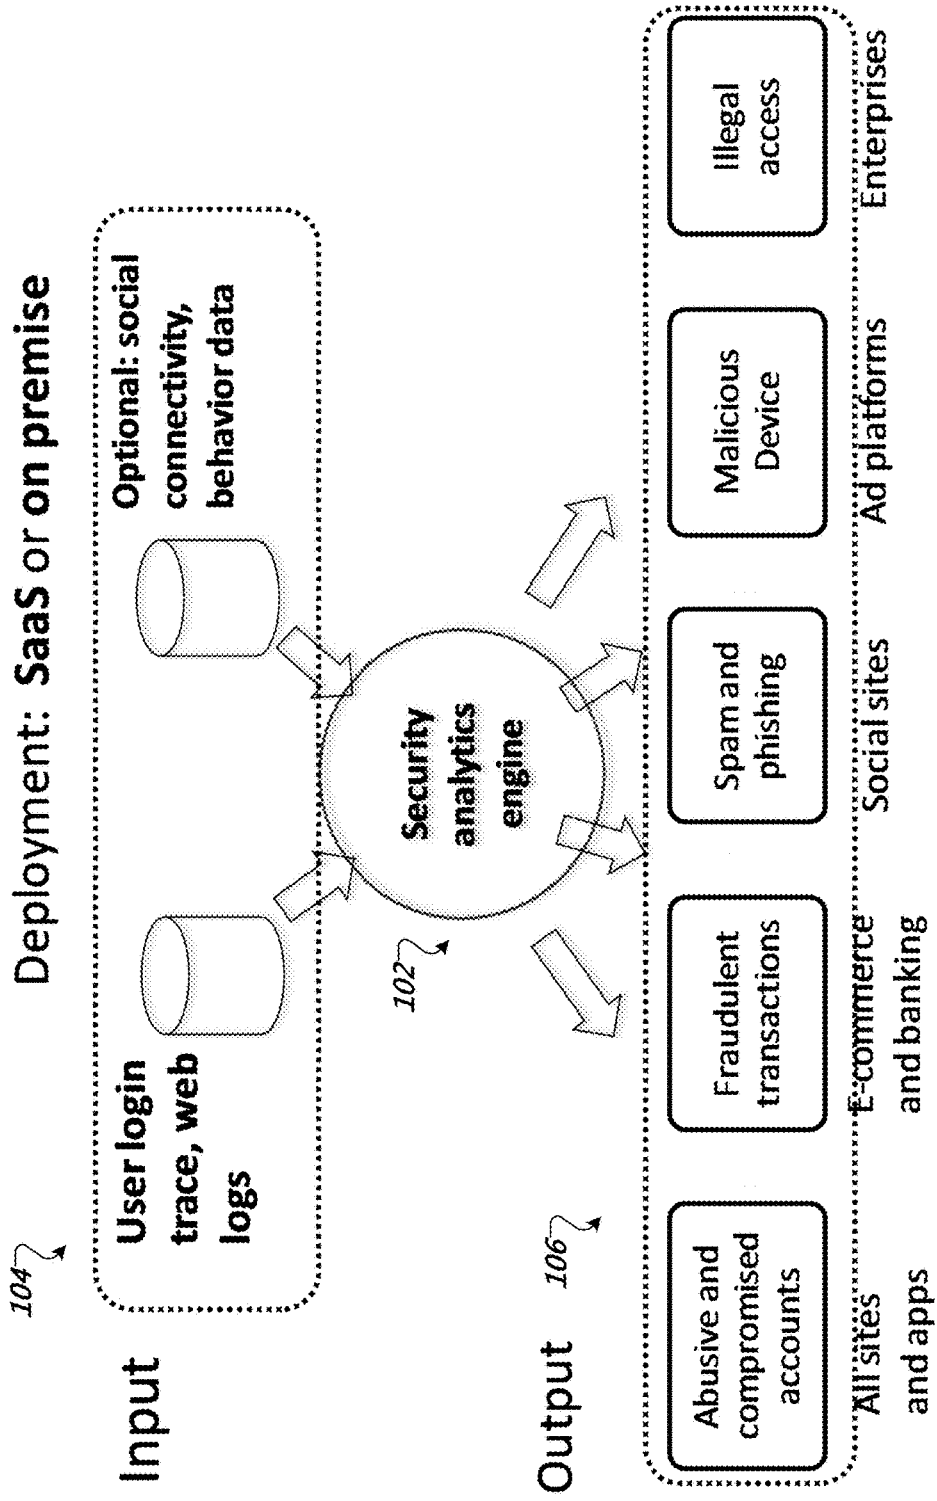 Deployment: SaaS or on premise
104
Input
User login
trace, web
logs
Optional: social
connectivity,
behavior data
102
Security
analytics
engine
Output
106
Abusive and
compromised
accounts
Fraudulent
transactions
Spam and
phishing
Malicious
Device
Illegal
access
All sites
and apps
E-commerce
and banking
Social sites
Ad platforms
Enterprises